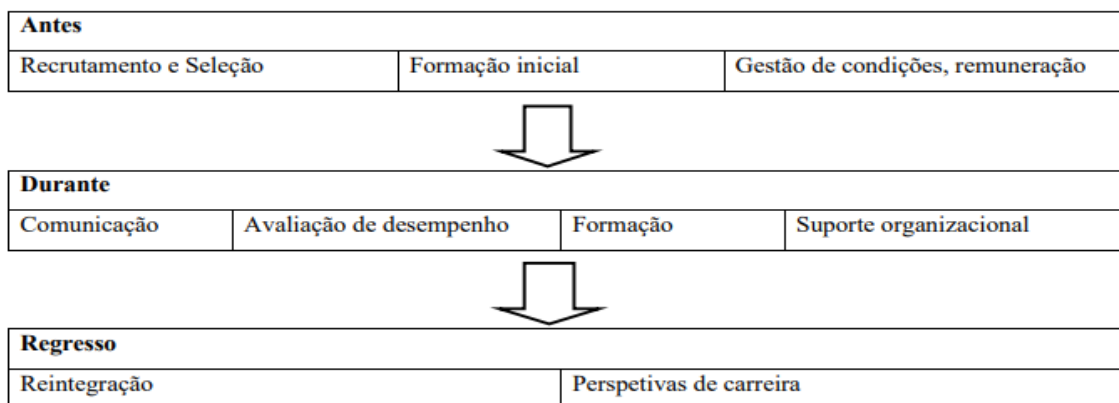 Antes
Recrutamento e Seleção Formação inicial Gestão de condições, remuneração
Durante
Comunicação Avaliação de desempenho Formação Suporte organizacional
Regresso
Reintegração Perspetivas de carreira